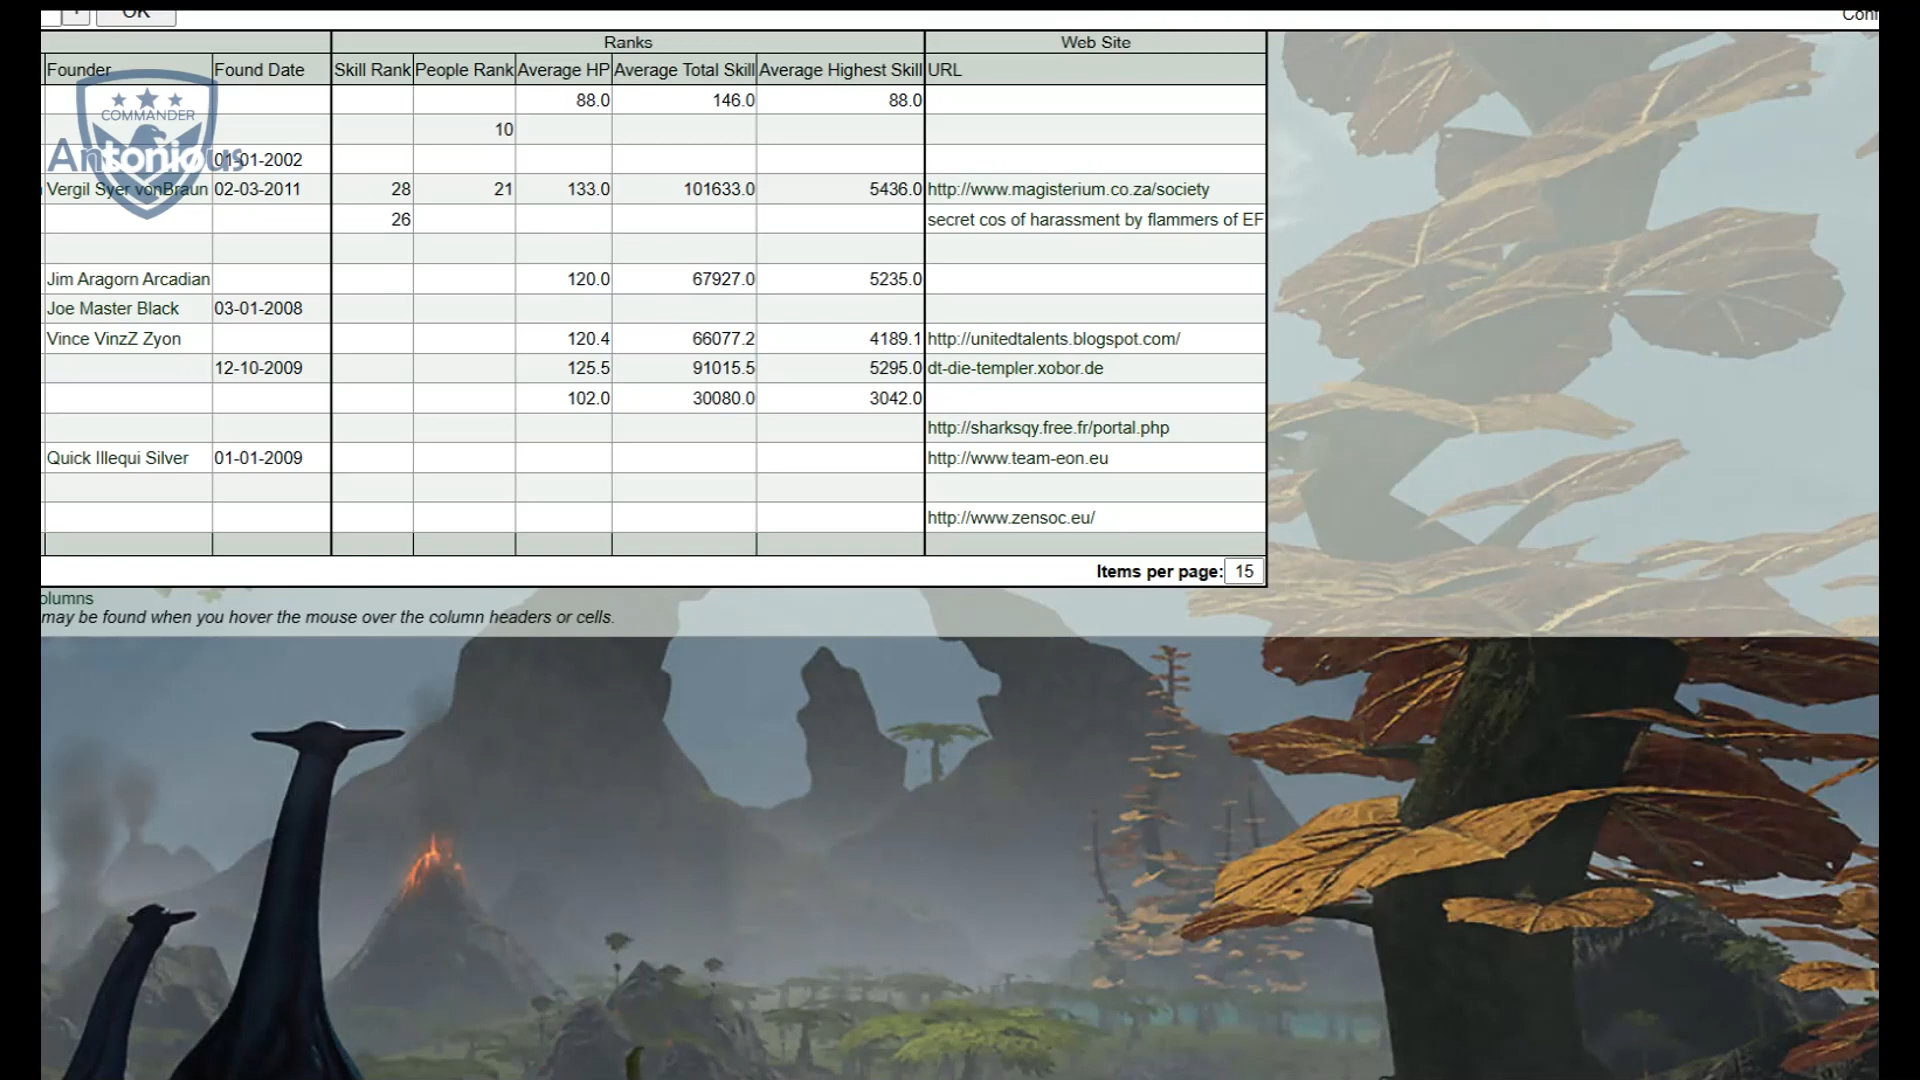 OK
Ranks Web Site
Founder Found Date Skill Rank People Rank Average HP Average Total Skill Average Highest Skill URL
88.0 146.0 88.0
COMMANDER
10
Antonious
01-01-2002
Vergil Syer vonBraun 02-03-2011 28 21 133.0 101633.0 5436.0 http://www.magisterium.co.za/society
26 secret cos of harassment by flammers of EF
Jim Aragorn Arcadian 120.0 67927.0 5235.0
Joe Master Black 03-01-2008
Vince VinzZ Zyon 120.4 66077.2 4189.1 http://unitedtalents.blogspot.com/
12-10-2009 125.5 91015.5 5295.0 dt-die-templer.xobor.de
102.0 30080.0 3042.0
http://sharksqy.free.fr/portal.php
Quick Illequi Silver 01-01-2009 http://www.team-eon.eu
http://www.zensoc.eu/
Items per page: 15
olumns
may be found when you hover the mouse over the column headers or cells.